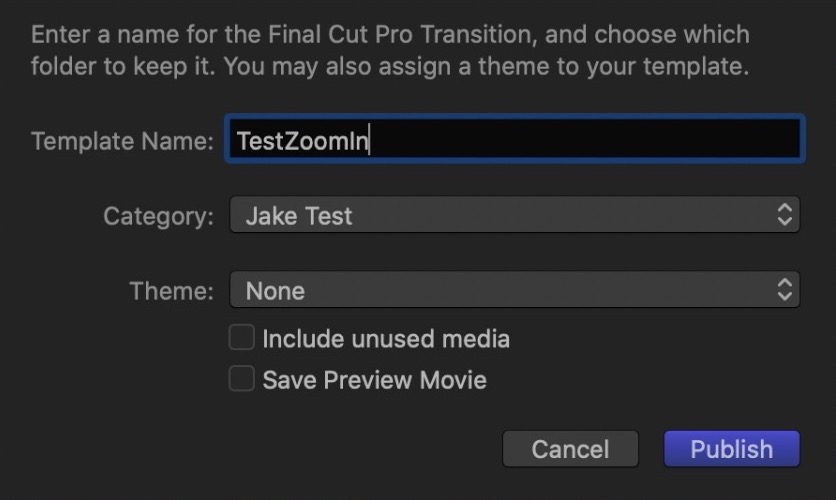 Enter a name for the Final Cut Pro Transition, and choose which
folder to keep it. You may also assign a theme to your template.
Template Name: TestZoomIn
Category: Jake Test
Theme: None
Include unused media
Save Preview Movie
Cancel Publish